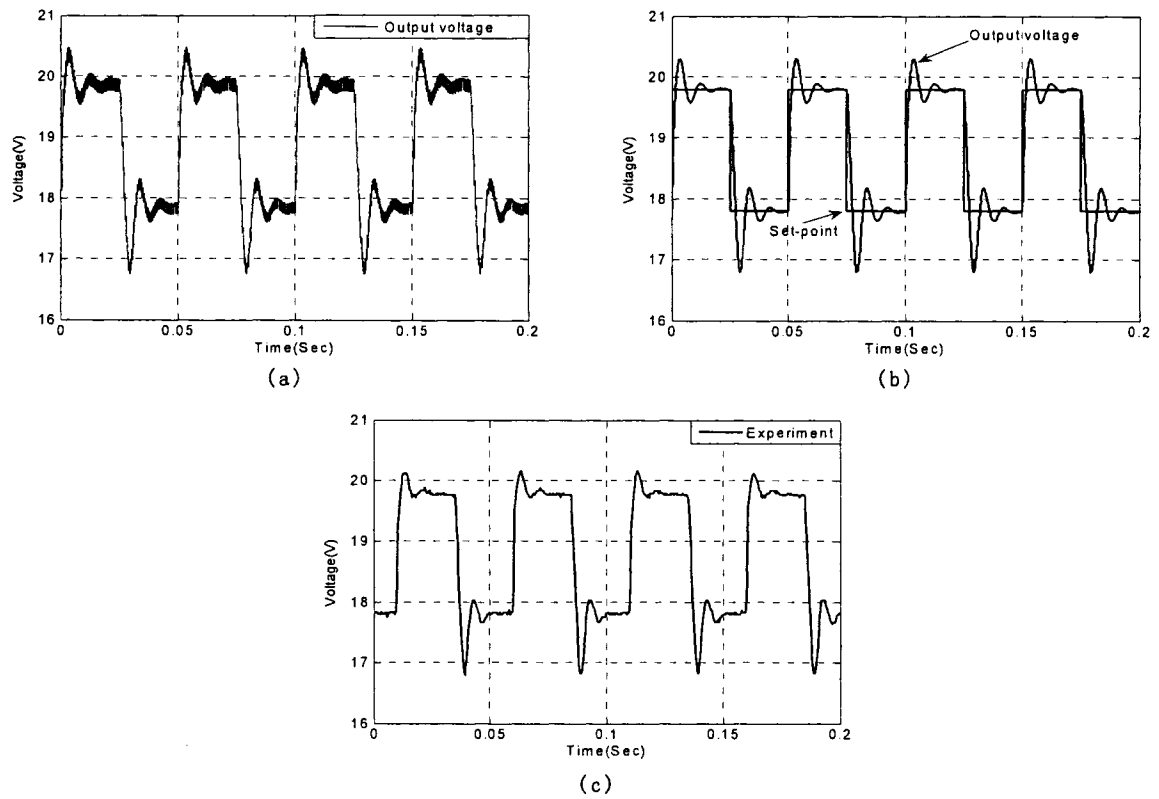 21
20
19
18
17
16
Voltage(V)
Output voltage
0 0.05 0.1 0.15 0.2
Time(Sec)
(a)
21
20
19
18
17
16
Voltage(V)
Output voltage
Set-point
0 0.05 0.1 0.15 0.2
Time(Sec)
(b)
21
20
19
18
17
16
Voltage(V)
Experiment
0 0.05 0.1 0.15 0.2
Time(Sec)
(c)